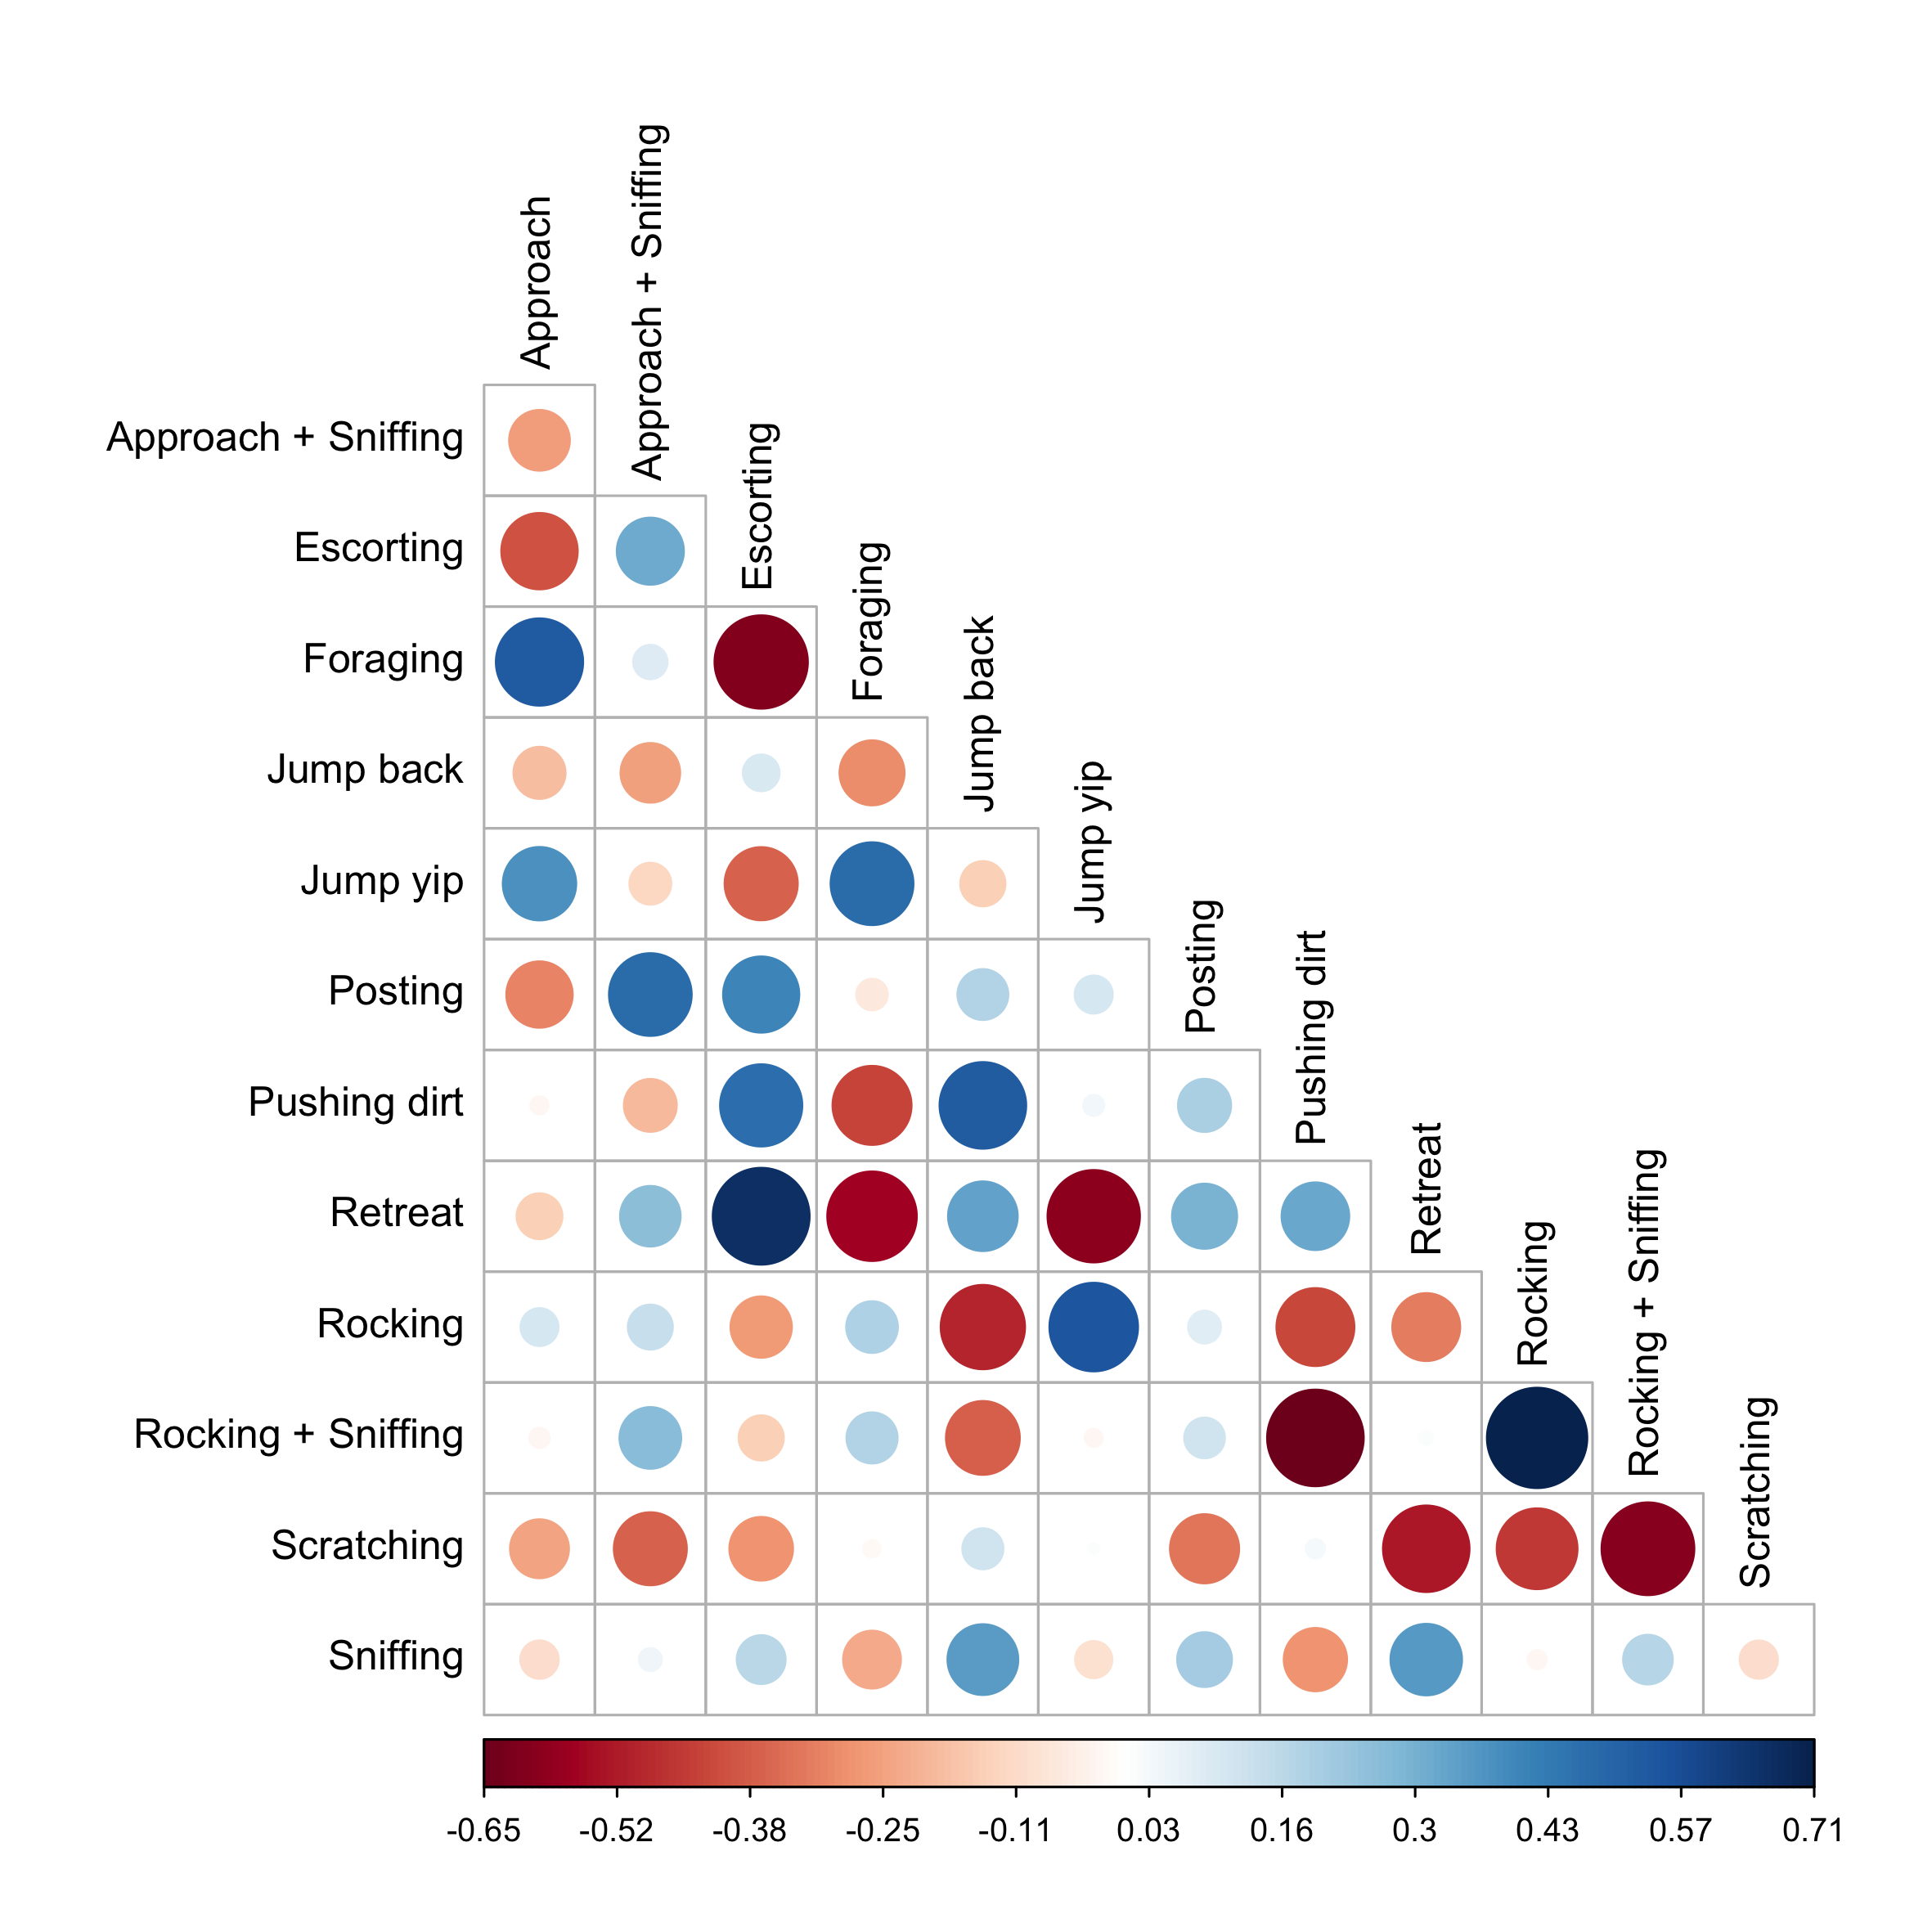 Approach
Approach + Sniffing
Escorting
Foraging
Jump back
Jump yip
Posting
Pushing dirt
Retreat
Rocking
Rocking + Sniffing
Scratching
Approach + Sniffing
Escorting
Foraging
Jump back
Jump yip
Posting
Pushing dirt
Retreat
Rocking
Rocking + Sniffing
Scratching
Sniffing
-0.65 -0.52 -0.38 -0.25 -0.11 0.03 0.16 0.3 0.43 0.57 0.71